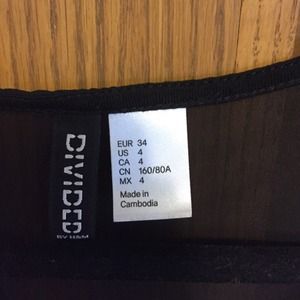 DIVIDED
BY H&M
EUR 34
US 4
CA 4
CN 160/80A
MX 4
Made in
Cambodia